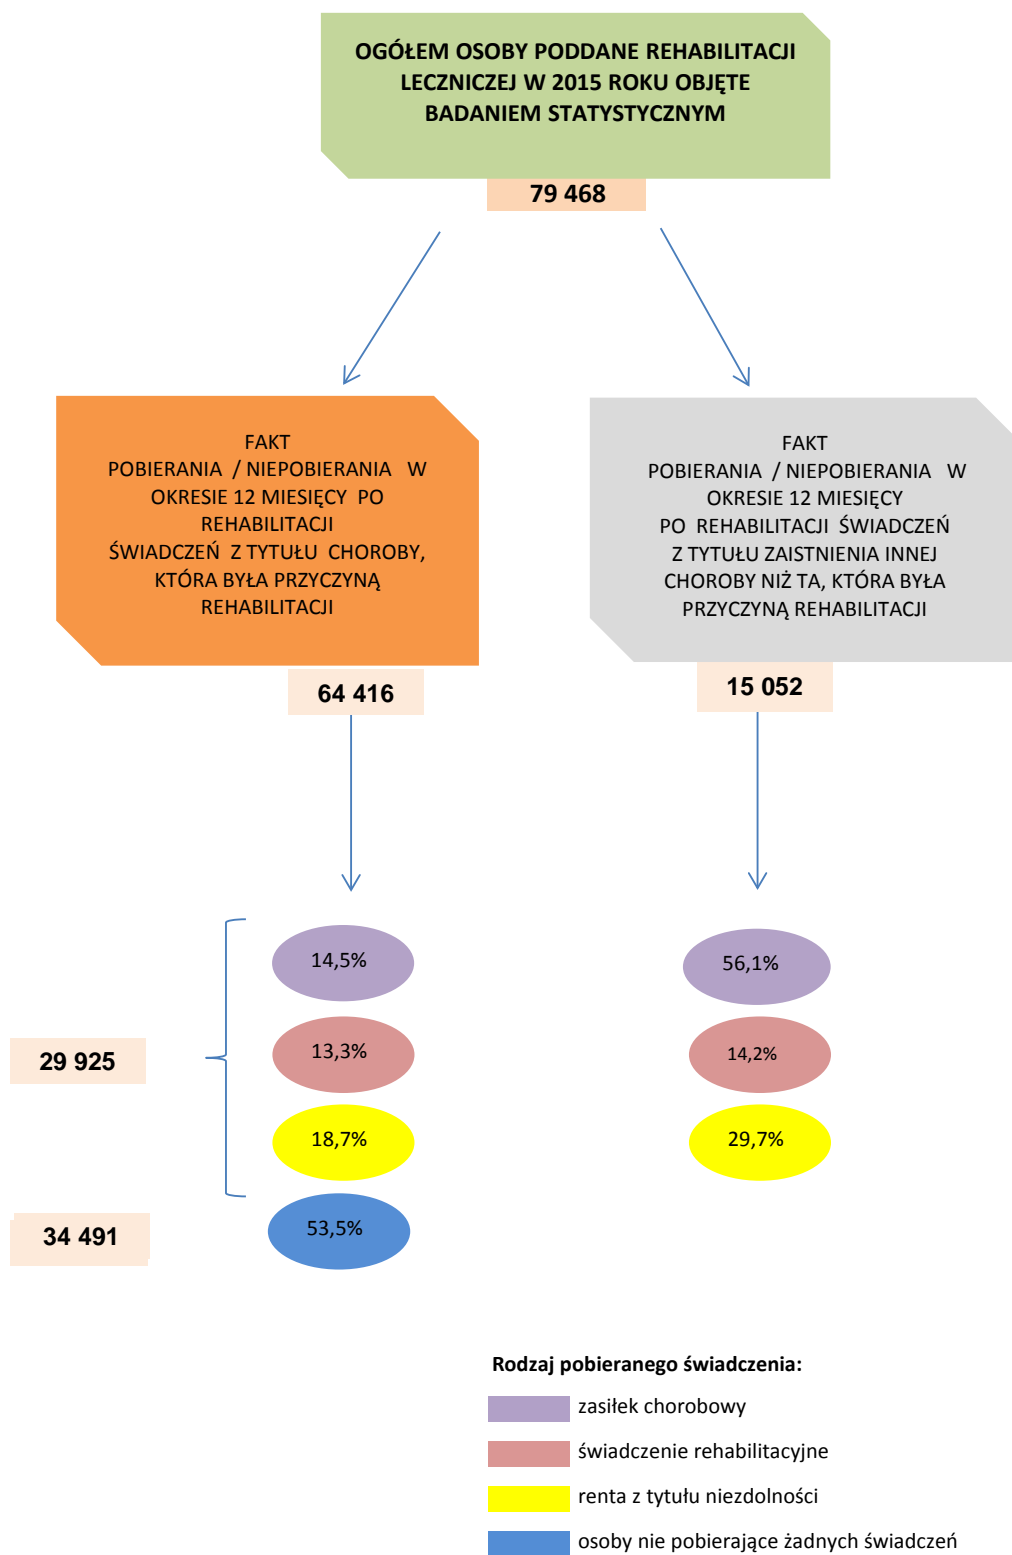 OGÓŁEM OSOBY PODDANE REHABILITACJI
LECZNICZEJ W 2015 ROKU OBJĘTE
BADANIEM STATYSTYCZNYM
79 468
FAKT
POBIERANIA / NIEPOBIERANIA W
OKRESIE 12 MIESIĘCY PO
REHABILITACJI
ŚWIADCZEŃ Z TYTUŁU CHOROBY,
KTÓRA BYŁA PRZYCZYNĄ
REHABILITACJI
64 416
FAKT
POBIERANIA / NIEPOBIERANIA W
OKRESIE 12 MIESIĘCY
PO REHABILITACJI ŚWIADCZEŃ
Z TYTUŁU ZAISTNIENIA INNEJ
CHOROBY NIŻ TA, KTÓRA BYŁA
PRZYCZYNĄ REHABILITACJI
15 052
14,5%
56,1%
29 925
13,3%
14,2%
18,7%
29,7%
34 491
53,5%
Rodzaj pobieranego świadczenia:
zasiłek chorobowy
świadczenie rehabilitacyjne
renta z tytułu niezdolności
osoby nie pobierające żadnych świadczeń